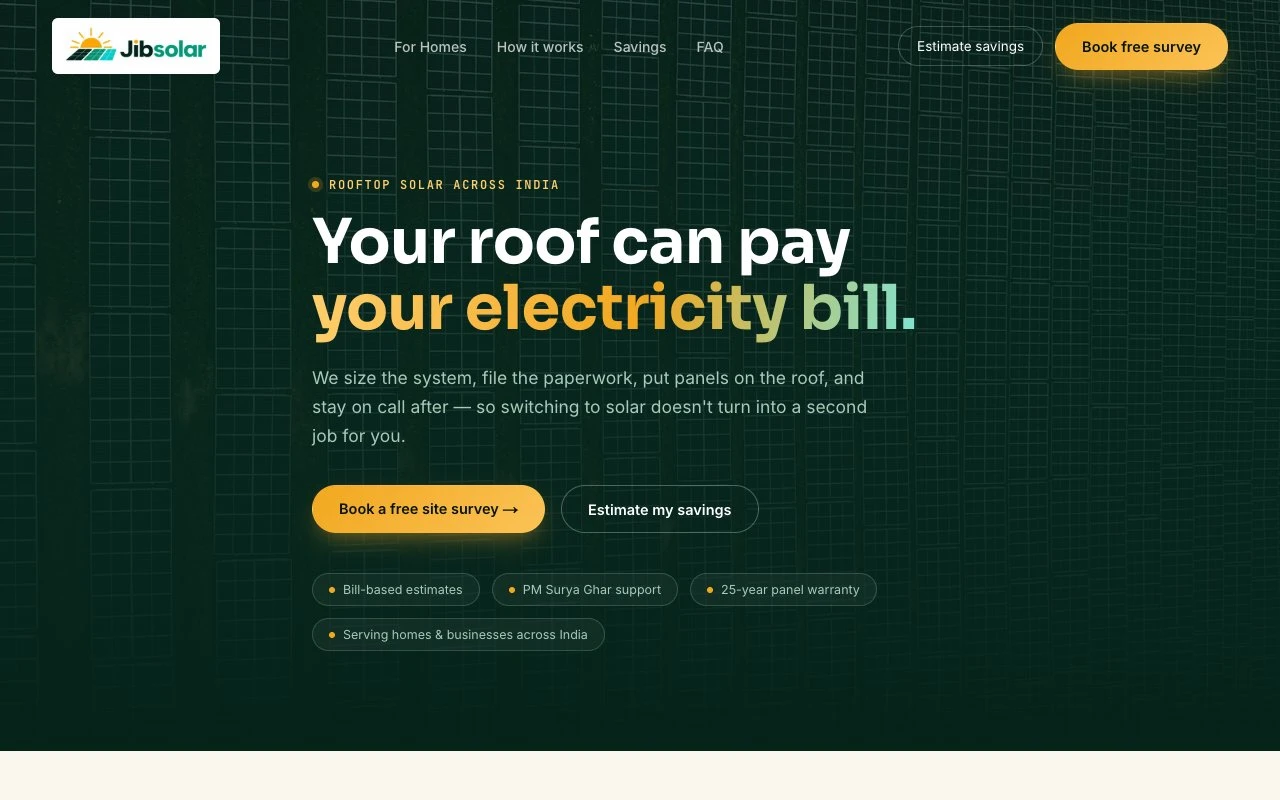 Jibsolar
For Homes
How it works
Savings
FAQ
Estimate savings
Book free survey
ROOFTOP SOLAR ACROSS INDIA
Your roof can pay
your electricity bill.
We size the system, file the paperwork, put panels on the roof, and
stay on call after — so switching to solar doesn't turn into a second
job for you.
Book a free site survey →
Estimate my savings
Bill-based estimates
PM Surya Ghar support
25-year panel warranty
Serving homes & businesses across India